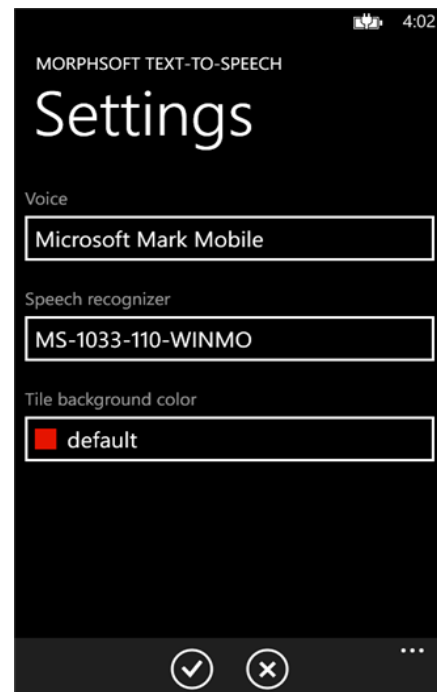 4:02
MORPHSOFT TEXT-TO-SPEECH
Settings
Voice
Microsoft Mark Mobile
Speech recognizer
MS-1033-110-WINMO
Tile background color
default